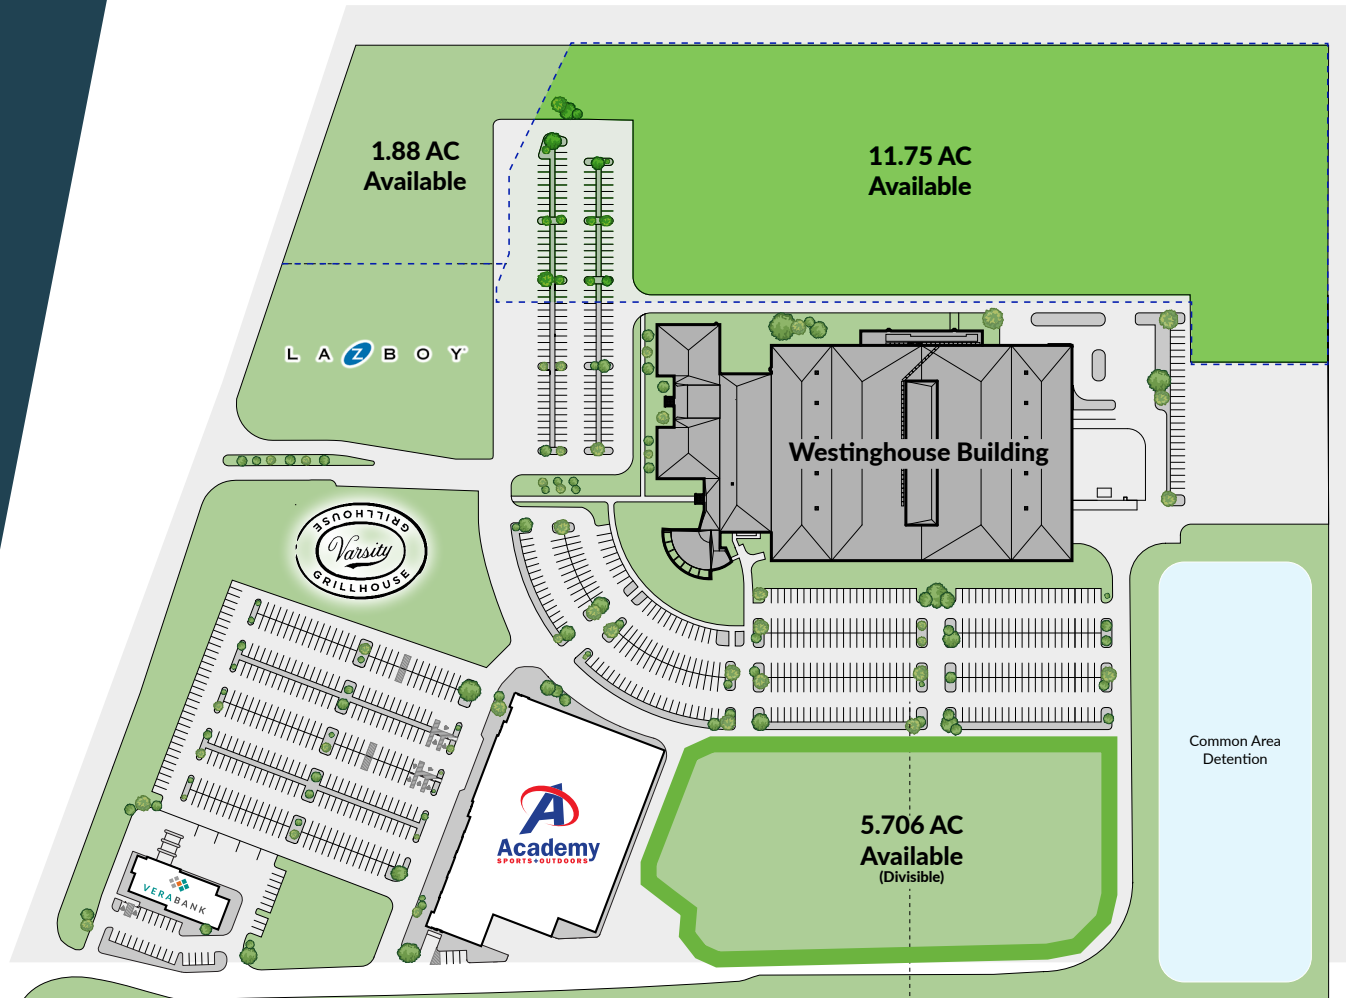 1.88 AC
Available
11.75 AC
Available
LAZBOY
Westinghouse Building
GRILLHOUSE
Varsity
GRILLHOUSE
Common Area
Detention
5.706 AC
Available
(Divisible)
Academy
SPORTS+OUTDOORS
VERABANK